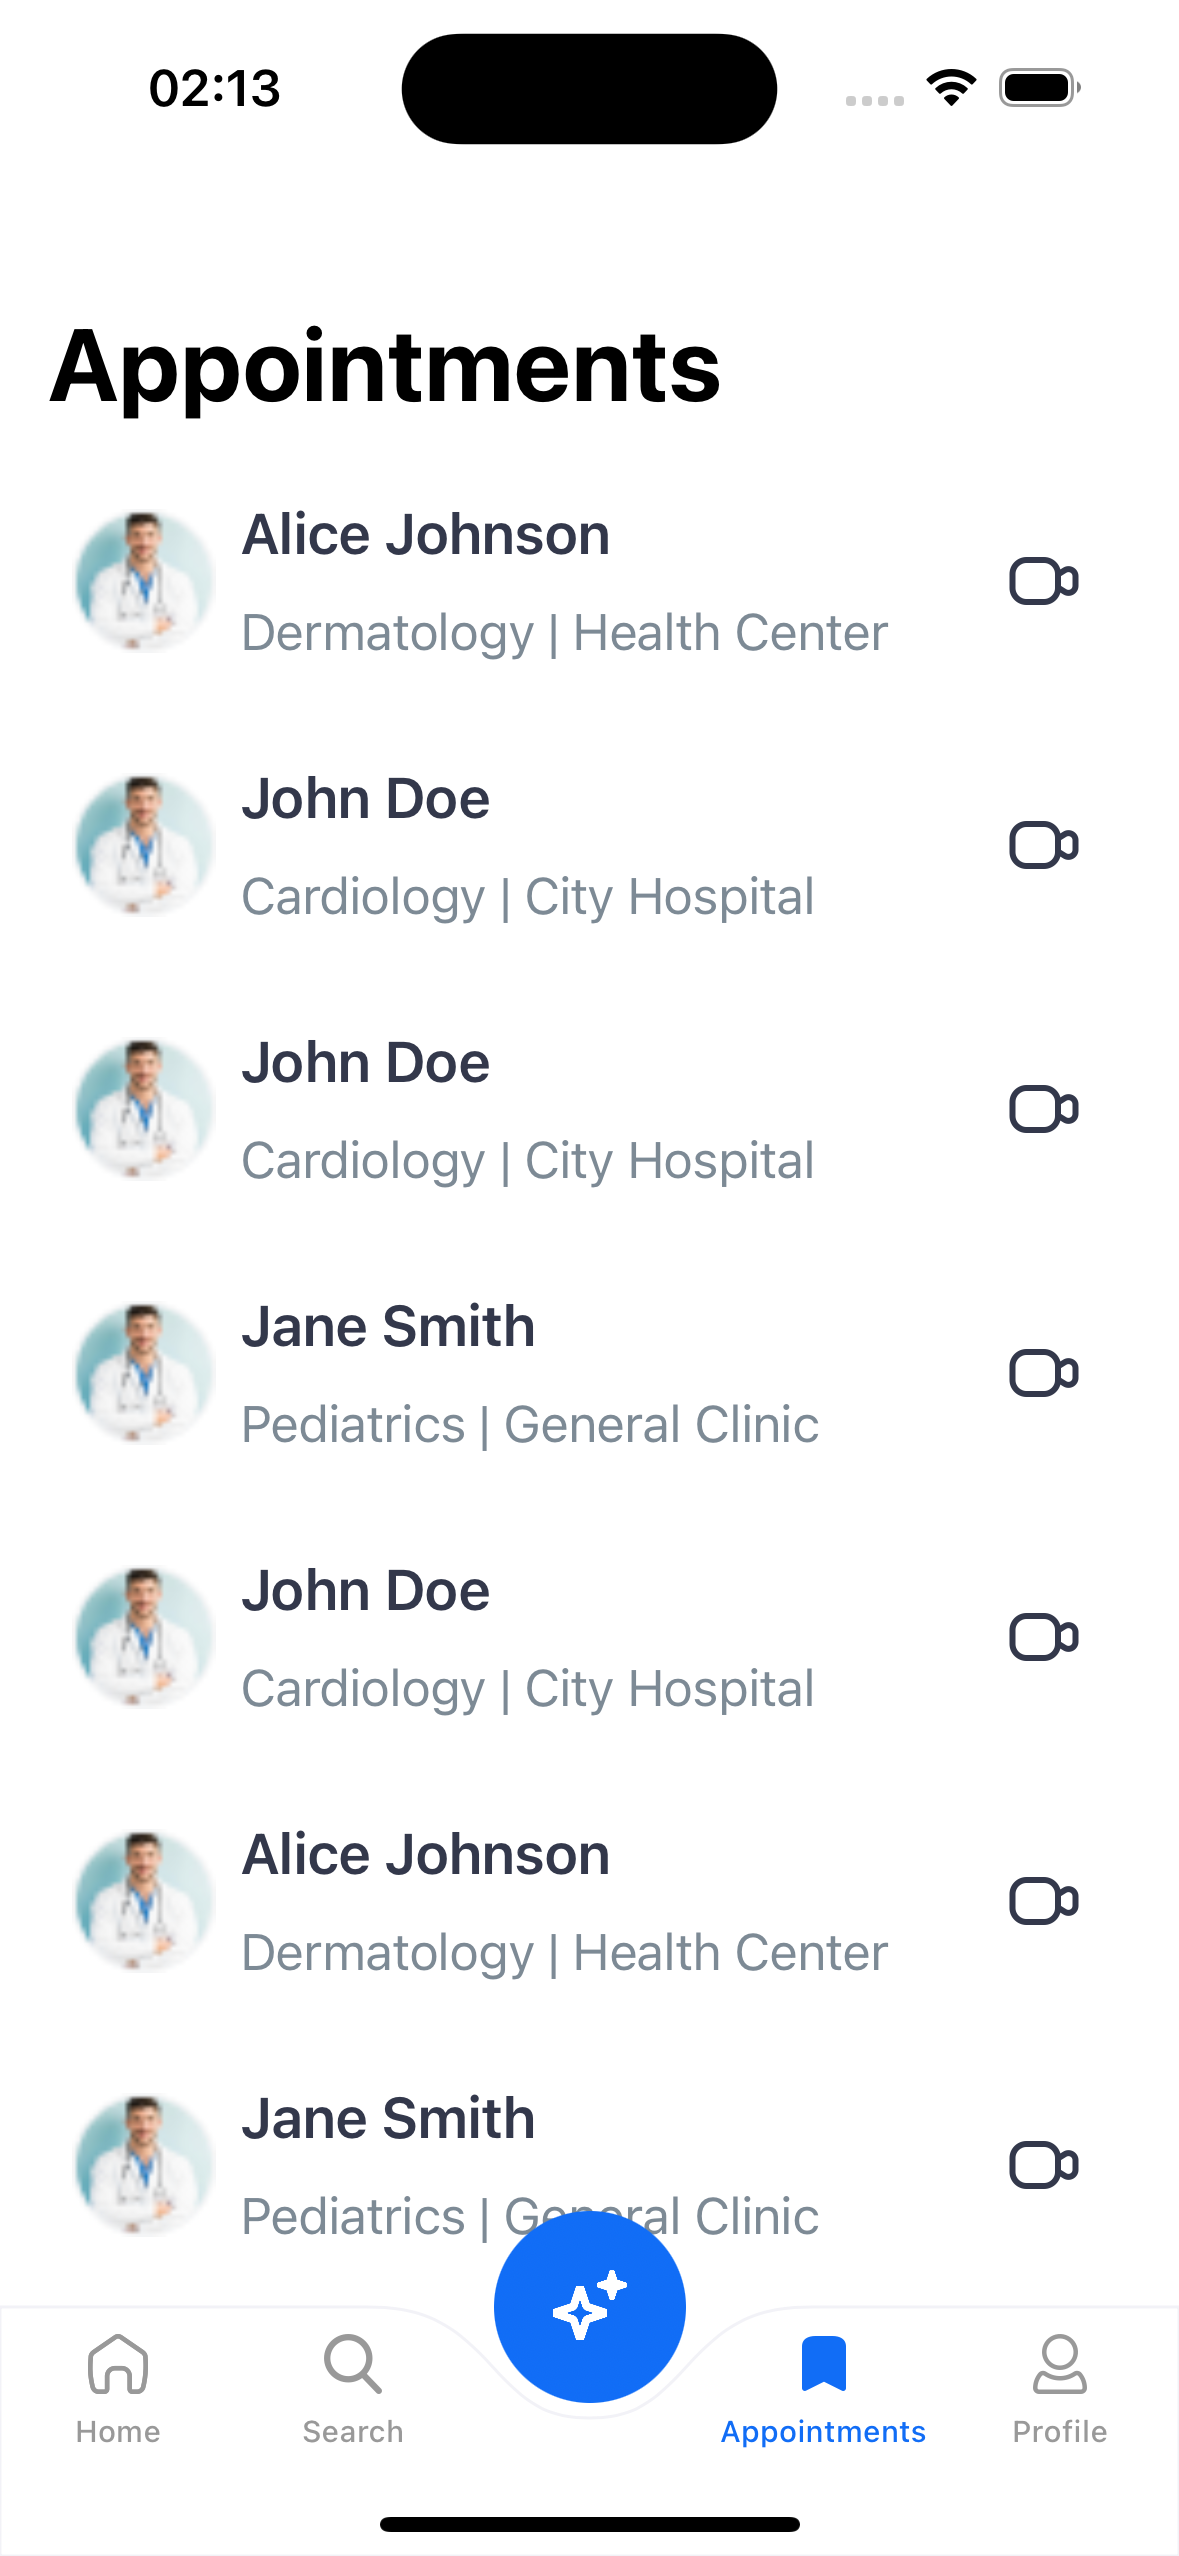 02:13
Appointments
Alice Johnson
Dermatology | Health Center
John Doe
Cardiology | City Hospital
John Doe
Cardiology | City Hospital
Jane Smith
Pediatrics | General Clinic
John Doe
Cardiology | City Hospital
Alice Johnson
Dermatology | Health Center
Jane Smith
Pediatrics | General Clinic
Home
Search
Appointments
Profile